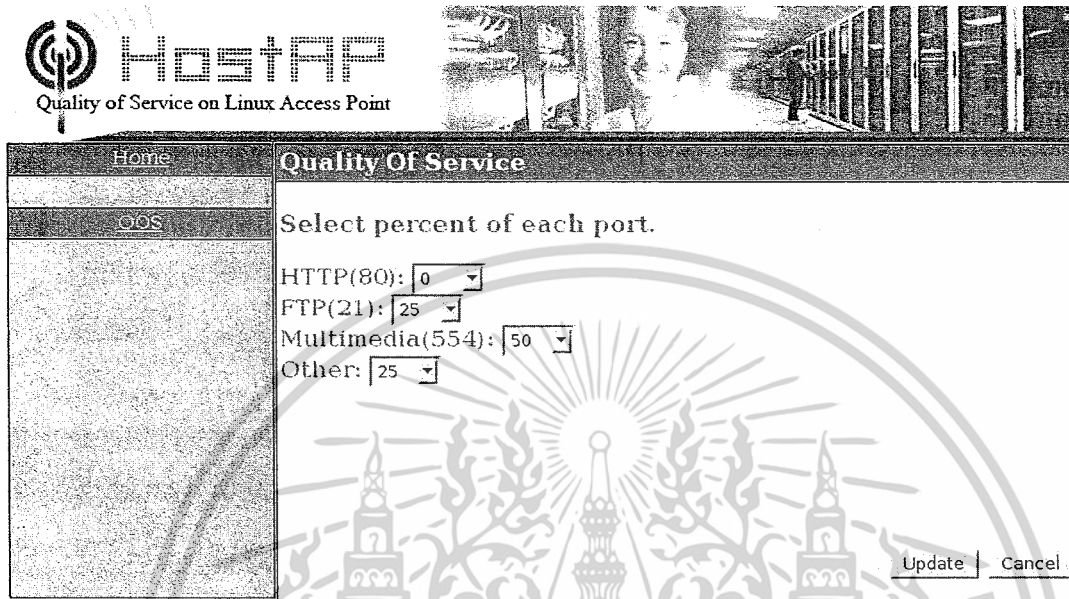 HostAP
Quality of Service on Linux Access Point
Home
QOS
Quality Of Service
Select percent of each port.
HTTP(80): 0
FTP(21): 25
Multimedia(554): 50
Other: 25
Update Cancel